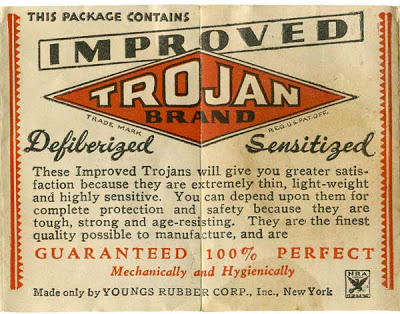 THIS PACKAGE CONTAINS
IMPROVED
TROJAN
TRADE MARK
BRAND
REG. U.S. PAT. OFF.
Defiberized Sensitized
These Improved Trojans will give you greater satis-
faction because they are extremely thin, light-weight
and highly sensitive. You can depend upon them for
complete protection and safety because they are
tough, strong and age-resisting. They are the finest
quality possible to manufacture, and are
GUARANTEED 100% PERFECT
Mechanically and Hygienically
NRA
Made only by YOUNGS RUBBER CORP., Inc., New York